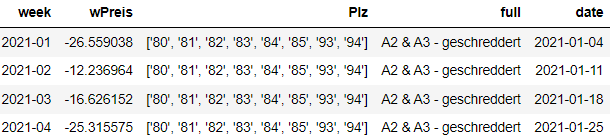 week wPreis Plz full date
2021-01 -26.559038 ['80', '81', '82', '83', '84', '85', '93', '94'] A2 & A3 - geschreddert 2021-01-04
2021-02 -12.236964 ['80', '81', '82', '83', '84', '85', '93', '94'] A2 & A3 - geschreddert 2021-01-11
2021-03 -16.626152 ['80', '81', '82', '83', '84', '85', '93', '94'] A2 & A3 - geschreddert 2021-01-18
2021-04 -25.315575 ['80', '81', '82', '83', '84', '85', '93', '94'] A2 & A3 - geschreddert 2021-01-25